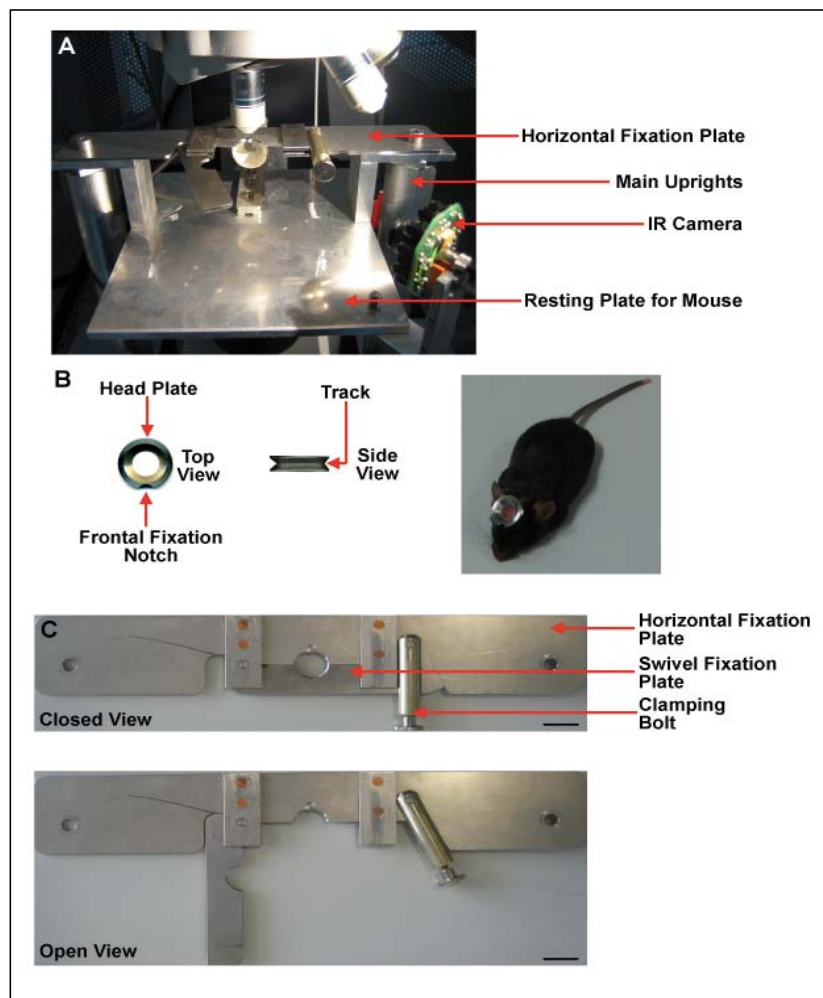 A
Horizontal Fixation Plate
Main Uprights
IR Camera
Resting Plate for Mouse
B
Head Plate
Top
View
Frontal Fixation
Notch
Track
Side
View
C
Horizontal Fixation
Plate
Swivel Fixation
Plate
Clamping
Bolt
Closed View
Open View